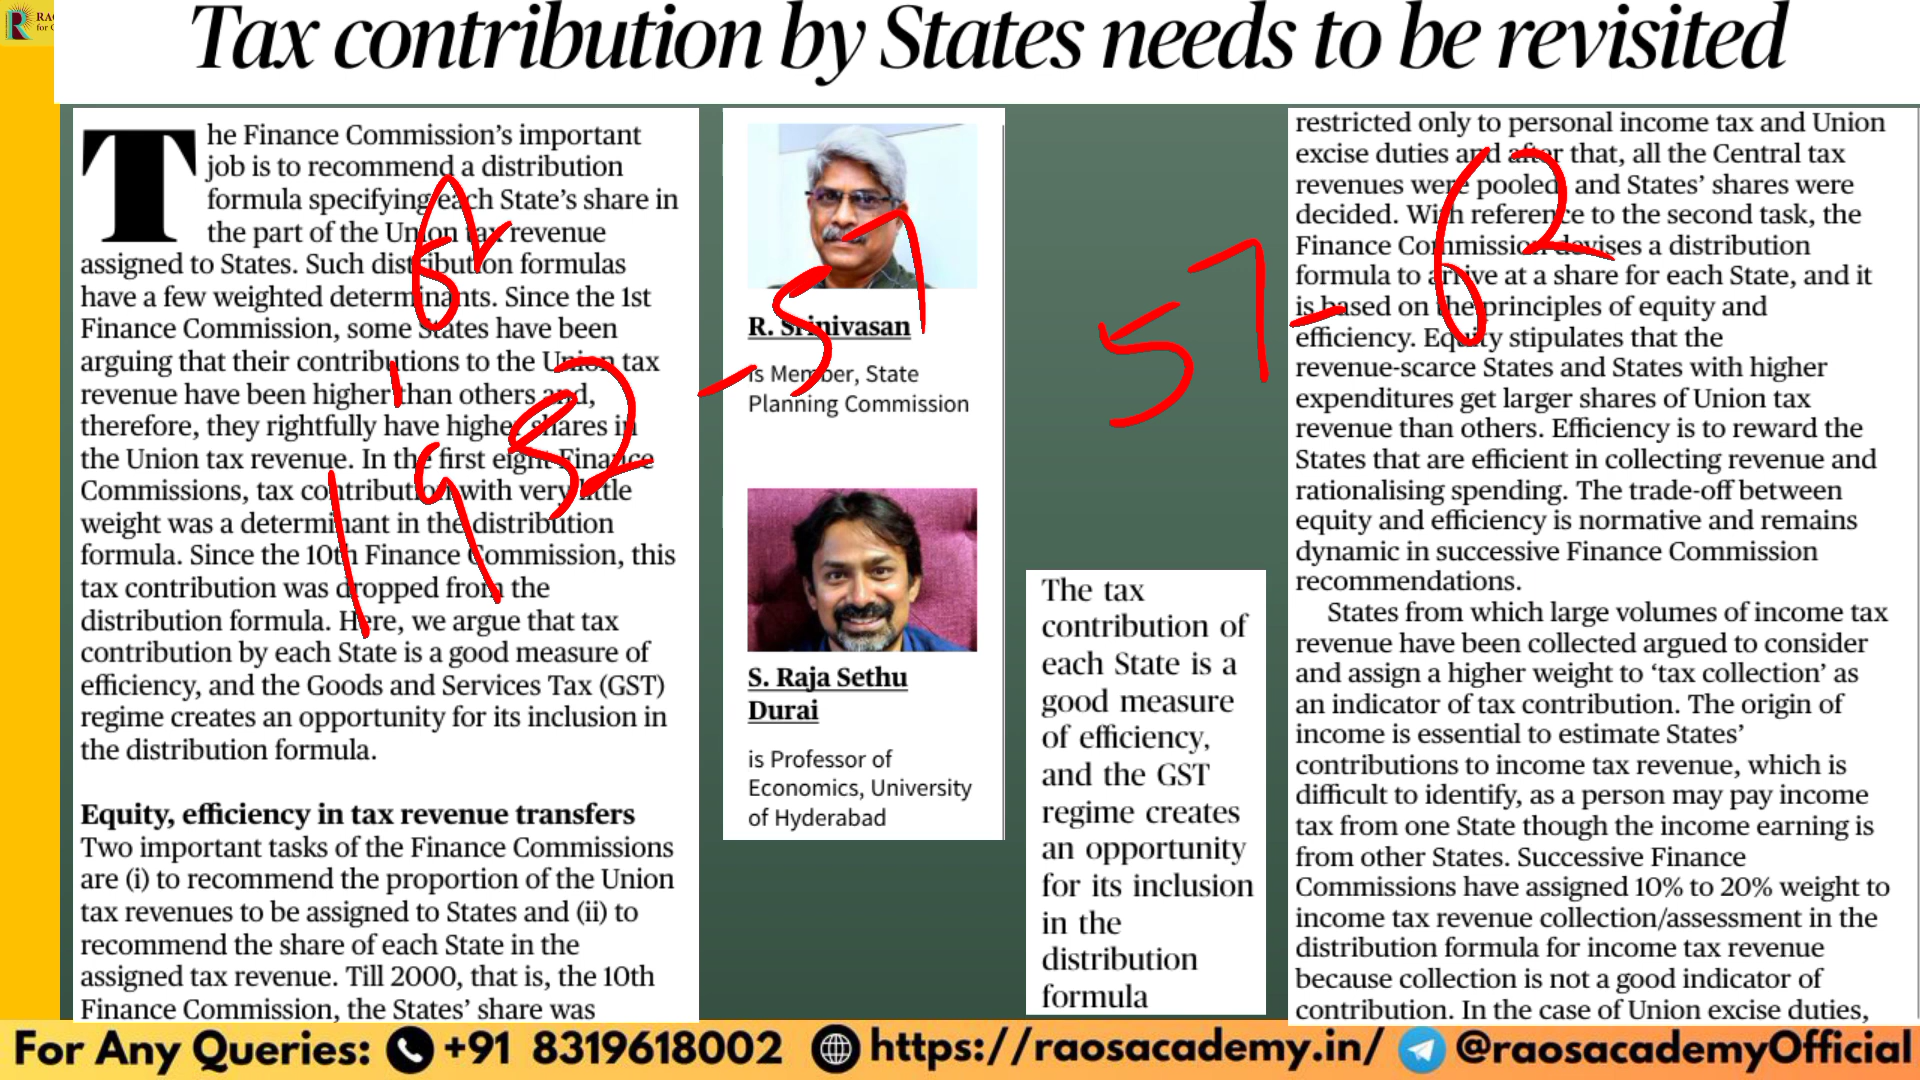 RAO
for C
Tax contribution by States needs to be revisited
The Finance Commission's important
job is to recommend a distribution
formula specifying each State's share in
the part of the Union tax revenue
assigned to States. Such distribution formulas
have a few weighted determinants. Since the 1st
Finance Commission, some States have been
arguing that their contributions to the Union tax
revenue have been higher than others and,
therefore, they rightfully have higher shares in
the Union tax revenue. In the first eight Finance
Commissions, tax contribution with very little
weight was a determinant in the distribution
formula. Since the 10th Finance Commission, this
tax contribution was dropped from the
distribution formula. Here, we argue that tax
contribution by each State is a good measure of
efficiency, and the Goods and Services Tax (GST)
regime creates an opportunity for its inclusion in
the distribution formula.
Equity, efficiency in tax revenue transfers
Two important tasks of the Finance Commissions
are (i) to recommend the proportion of the Union
tax revenues to be assigned to States and (ii) to
recommend the share of each State in the
assigned tax revenue. Till 2000, that is, the 10th
Finance Commission, the States' share was
R. Srinivasan
is Member, State
Planning Commission
S. Raja Sethu
Durai
is Professor of
Economics, University
of Hyderabad
The tax
contribution of
each State is a
good measure
of efficiency,
and the GST
regime creates
an opportunity
for its inclusion
in the
distribution
formula
restricted only to personal income tax and Union
excise duties and after that, all the Central tax
revenues were pooled, and States' shares were
decided. With reference to the second task, the
Finance Commission devises a distribution
formula to arrive at a share for each State, and it
is based on the principles of equity and
efficiency. Equity stipulates that the
revenue-scarce States and States with higher
expenditures get larger shares of Union tax
revenue than others. Efficiency is to reward the
States that are efficient in collecting revenue and
rationalising spending. The trade-off between
equity and efficiency is normative and remains
dynamic in successive Finance Commission
recommendations.
States from which large volumes of income tax
revenue have been collected argued to consider
and assign a higher weight to 'tax collection' as
an indicator of tax contribution. The origin of
income is essential to estimate States'
contributions to income tax revenue, which is
difficult to identify, as a person may pay income
tax from one State though the income earning is
from other States. Successive Finance
Commissions have assigned 10% to 20% weight to
income tax revenue collection/assessment in the
distribution formula for income tax revenue
because collection is not a good indicator of
contribution. In the case of Union excise duties,
1952 - 57
57 - 62
For Any Queries: +91 8319618002 https://raosacademy.in/ @raosacademyOfficial